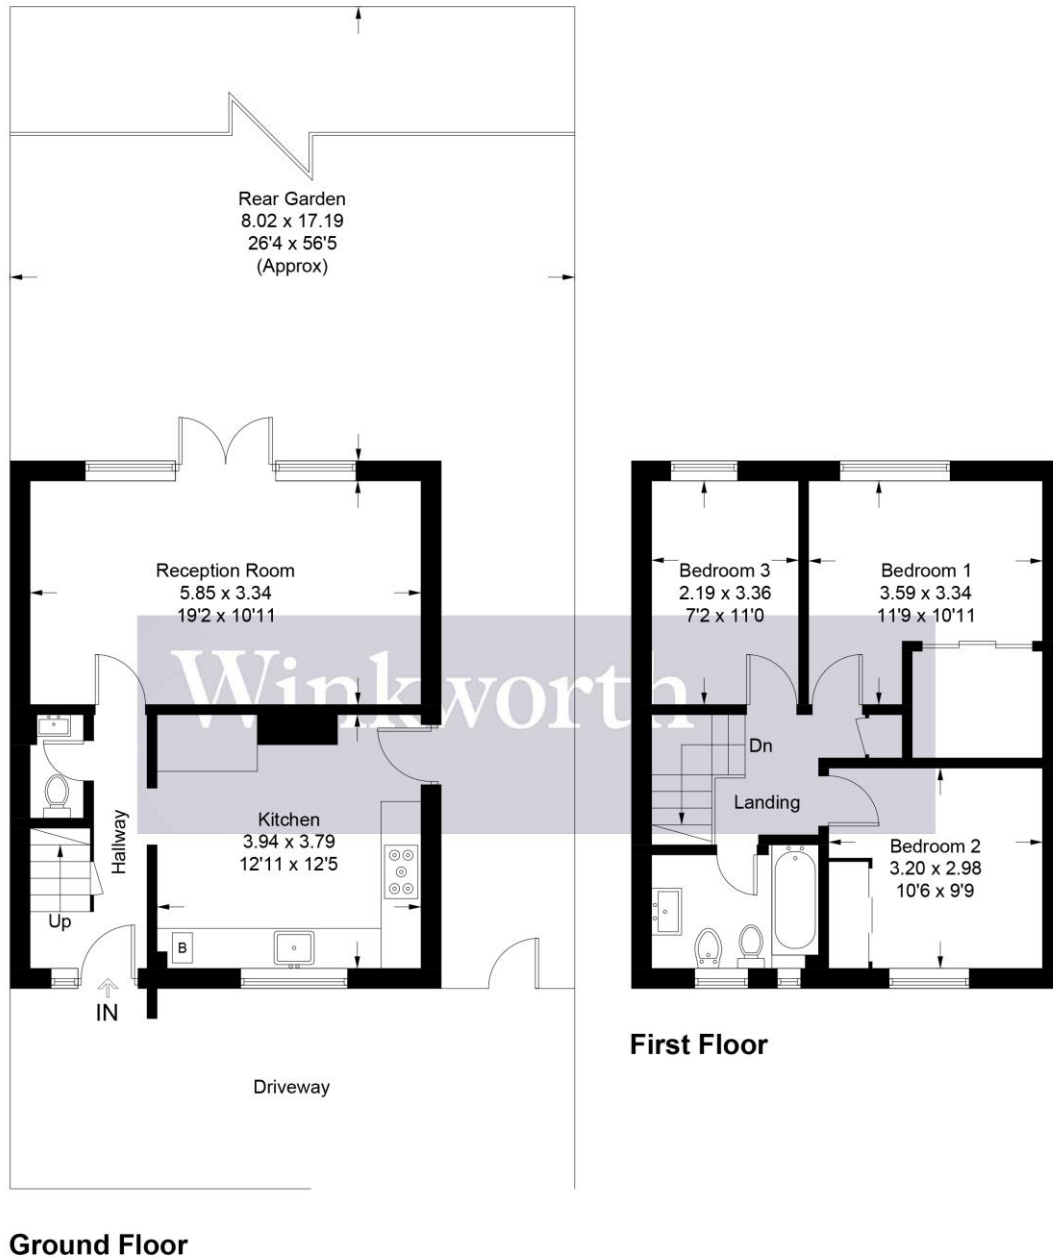 Rear Garden
8.02 x 17.19
26'4 x 56'5
(Approx)
Reception Room
5.85 x 3.34
19'2 x 10'11
Bedroom 3
2.19 x 3.36
7'2 x 11'0
Bedroom 1
3.59 x 3.34
11'9 x 10'11
Winkworth
Dn
Landing
Hallway
Kitchen
3.94 x 3.79
12'11 x 12'5
Bedroom 2
3.20 x 2.98
10'6 x 9'9
Up
B
IN
First Floor
Driveway
Ground Floor